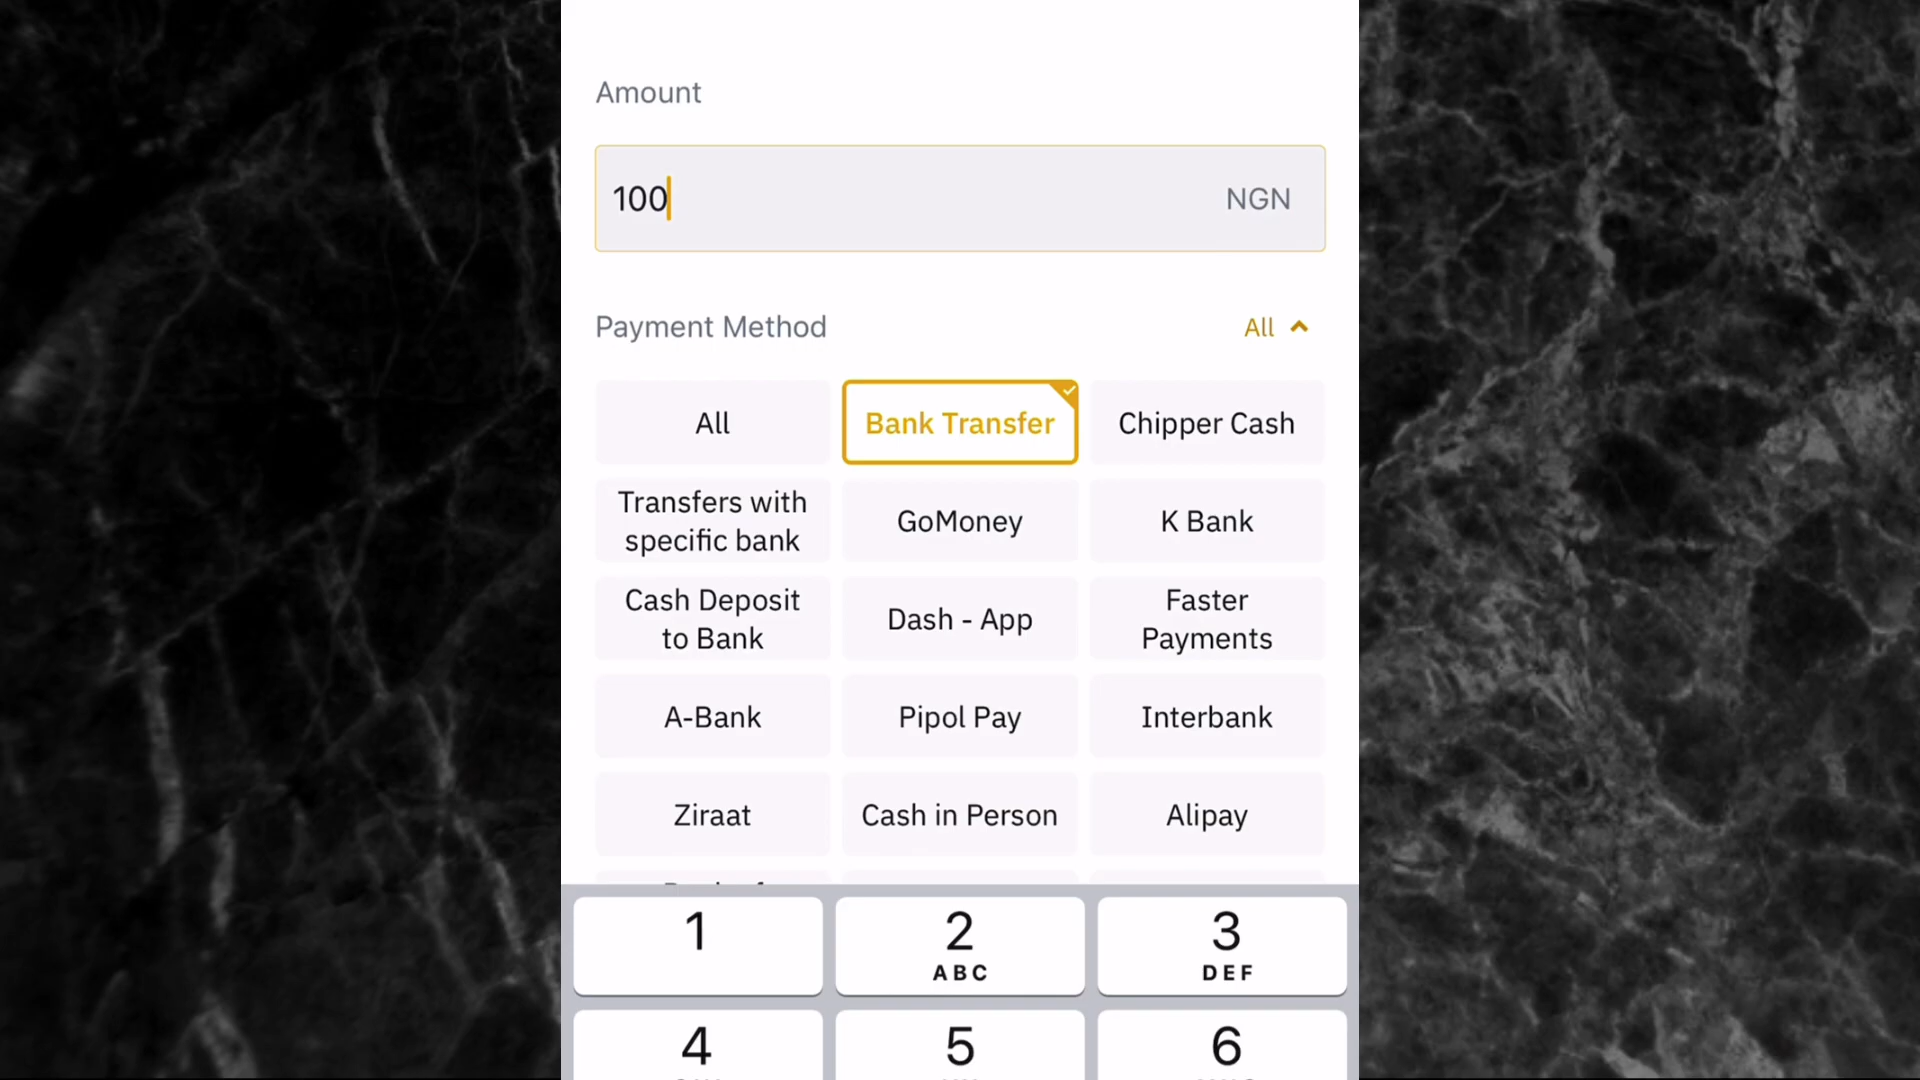 Amount
100
NGN
Payment Method
All
All
Bank Transfer
Chipper Cash
Transfers with
specific bank
GoMoney
K Bank
Cash Deposit
to Bank
Dash - App
Faster
Payments
A-Bank
Pipol Pay
Interbank
Ziraat
Cash in Person
Alipay
1
2
ABC
3
DEF
4
5
6